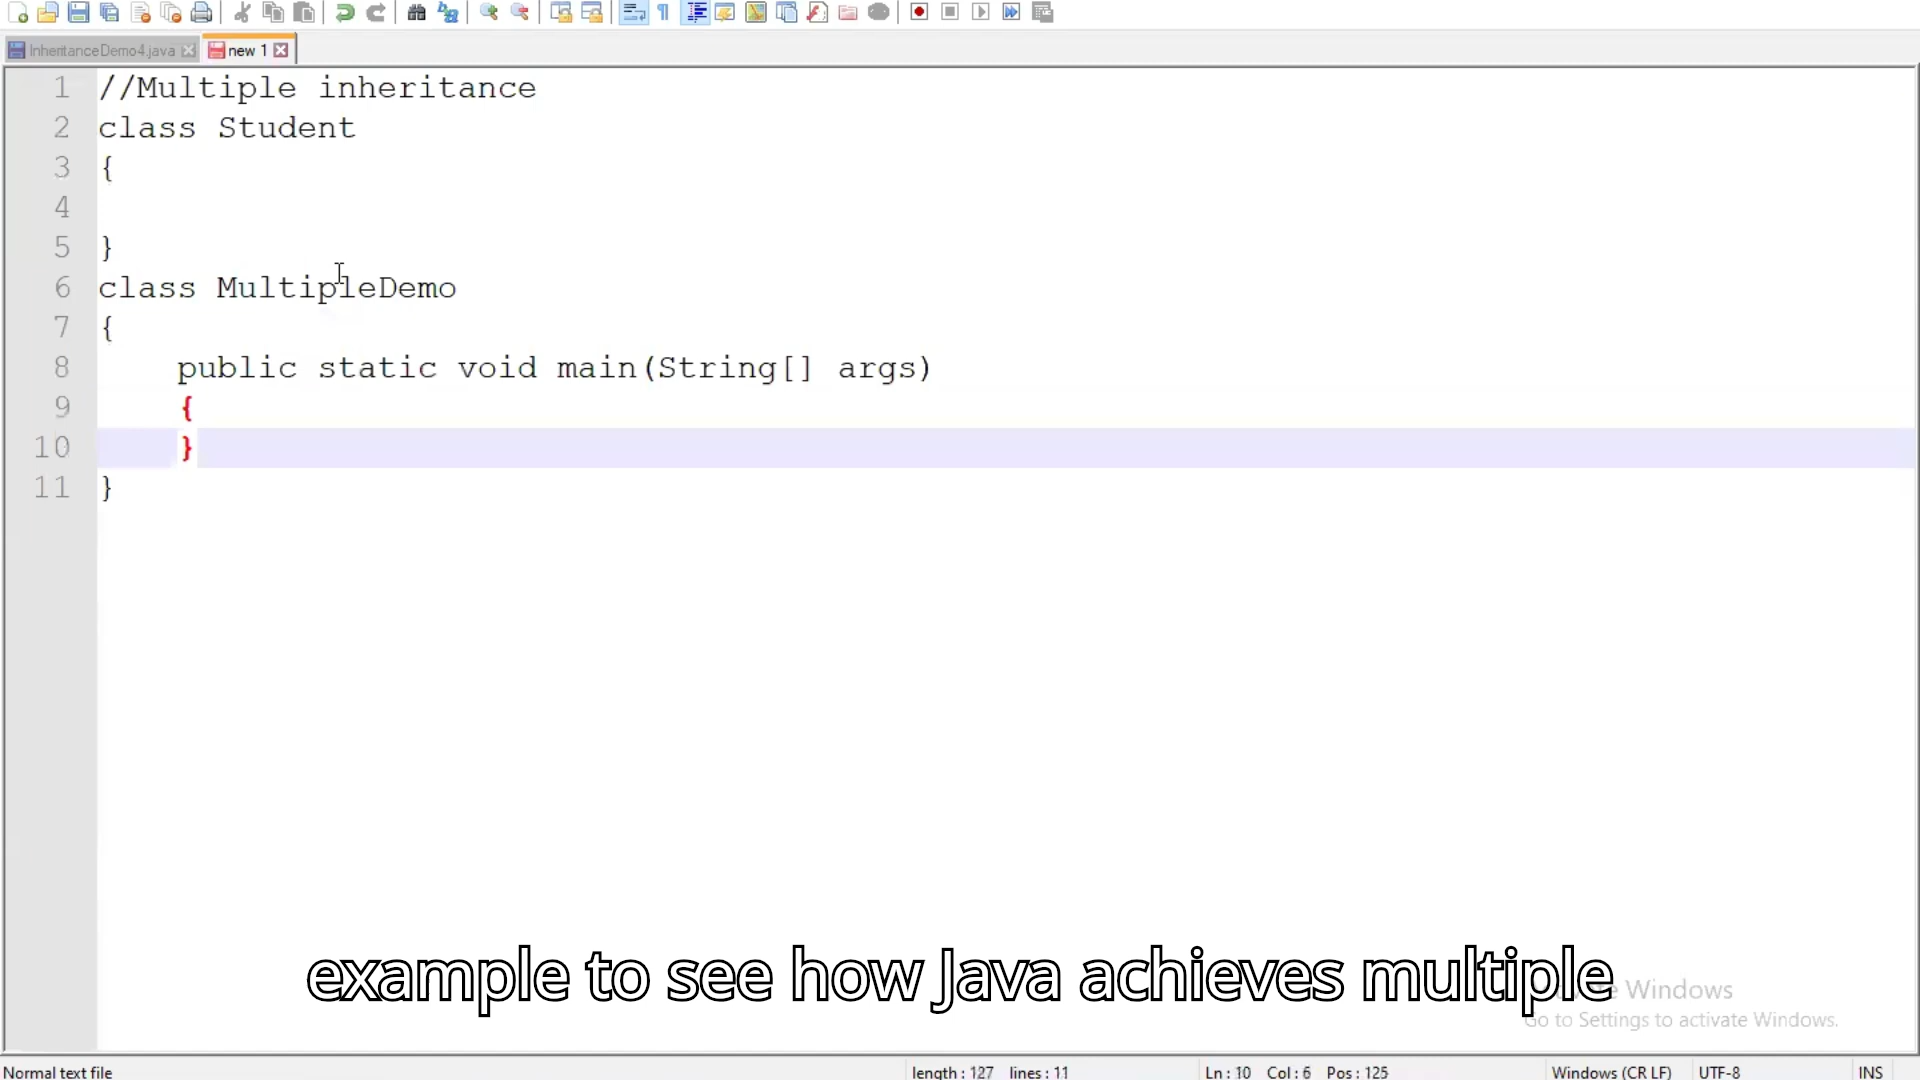 InheritanceDemo4.java new 1
1 //Multiple inheritance
2 class Student
3 {
4
5 }
6 class MultipleDemo
7 {
8 public static void main(String[] args)
9 {
10 }
11 }
example to see how Java achieves multiple
Windows
Go to Settings to activate Windows.
Normal text file length : 127 lines : 11 Ln : 10 Col : 6 Pos : 125 Windows (CR LF) UTF-8 INS